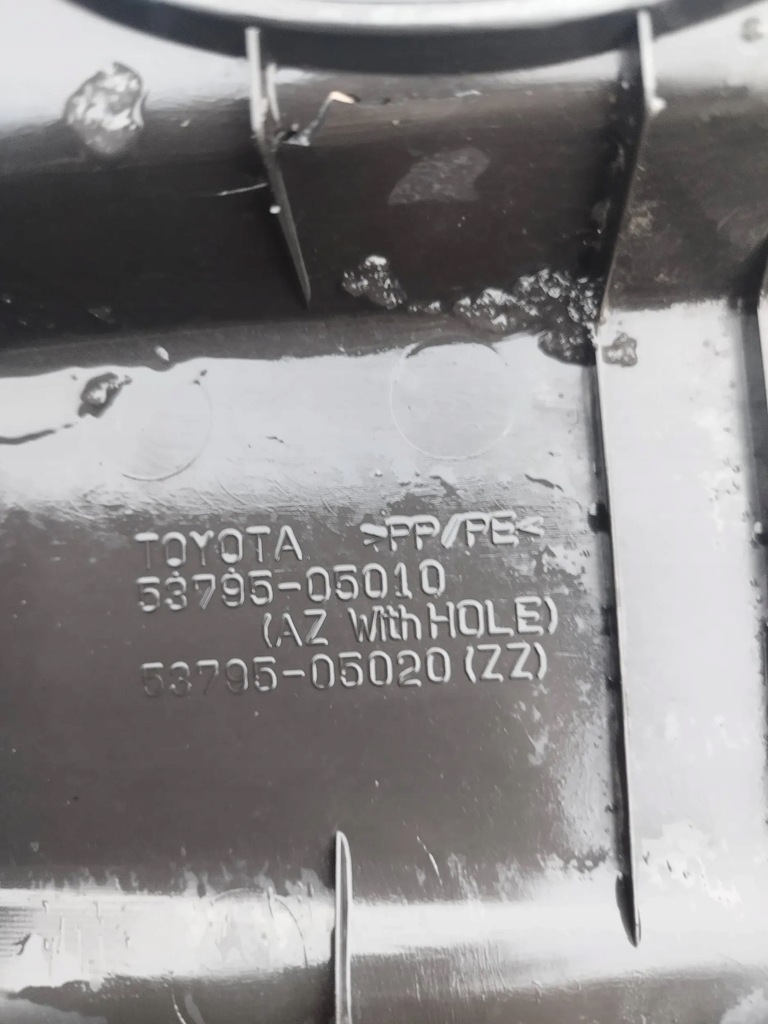 TOYOTA >PP/PE<
53795-05010
(AZ With HOLE)
53795-05020(ZZ)